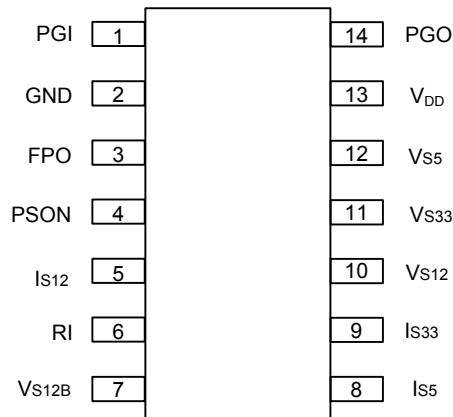 PGI 1 14 PGO
GND 2 13 VDD
FPO 3 12 VS5
PSON 4 11 VS33
IS12 5 10 VS12
RI 6 9 IS33
VS12B 7 8 IS5